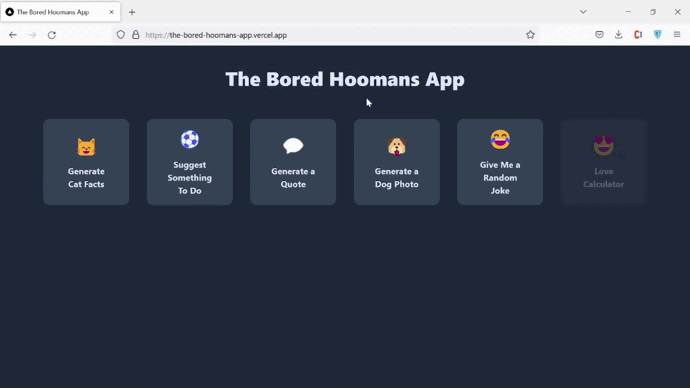 The Bored Hoomans App
https://the-bored-hoomans-app.vercel.app
The Bored Hoomans App
Generate
Cat Facts
Suggest
Something
To Do
Generate a
Quote
Generate a
Dog Photo
Give Me a
Random
Joke
Love
Calculator